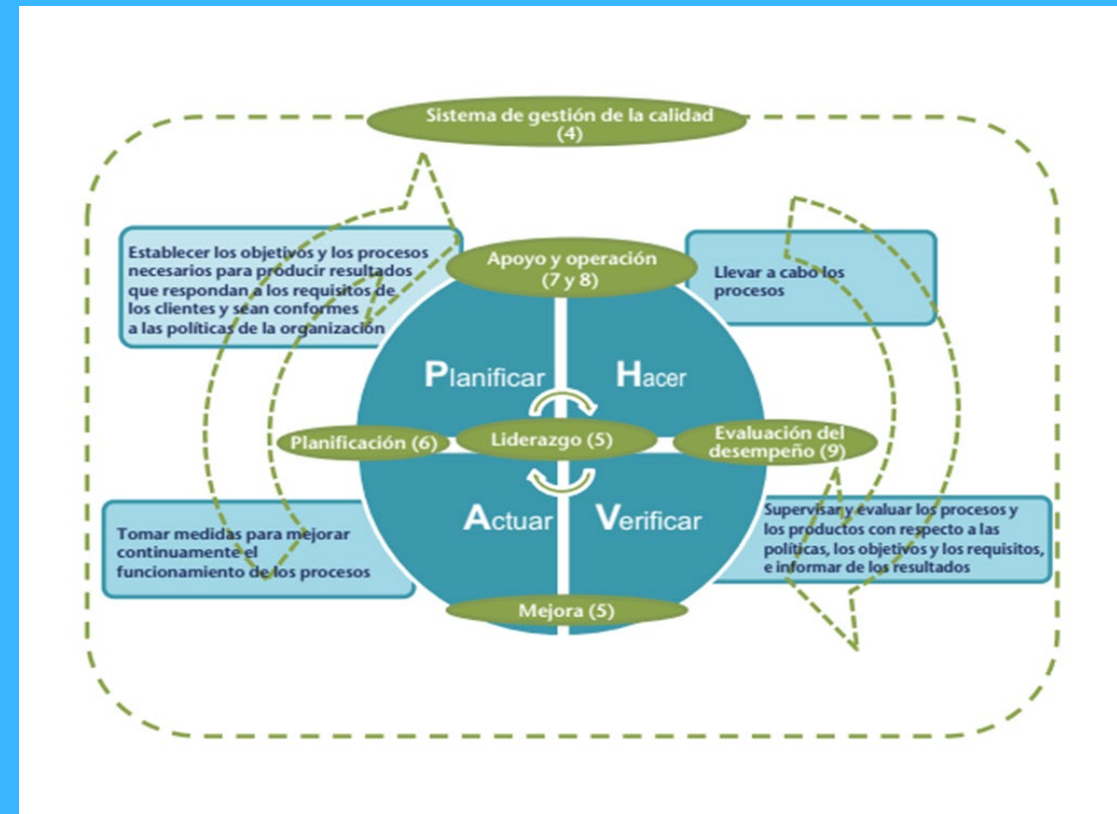 Sistema de gestión de la calidad
(4)
Establecer los objetivos y los procesos
necesarios para producir resultados
que respondan a los requisitos de
los clientes y sean conformes
a las políticas de la organización
Apoyo y operación
(7 y 8)
Llevar a cabo los
procesos
Planificar
Hacer
Planificación (6)
Liderazgo (5)
Evaluación del
desempeño (9)
Actuar
Verificar
Tomar medidas para mejorar
continuamente el
funcionamiento de los procesos
Supervisar y evaluar los procesos y
los productos con respecto a las
políticas, los objetivos y los requisitos,
e informar de los resultados
Mejora (5)